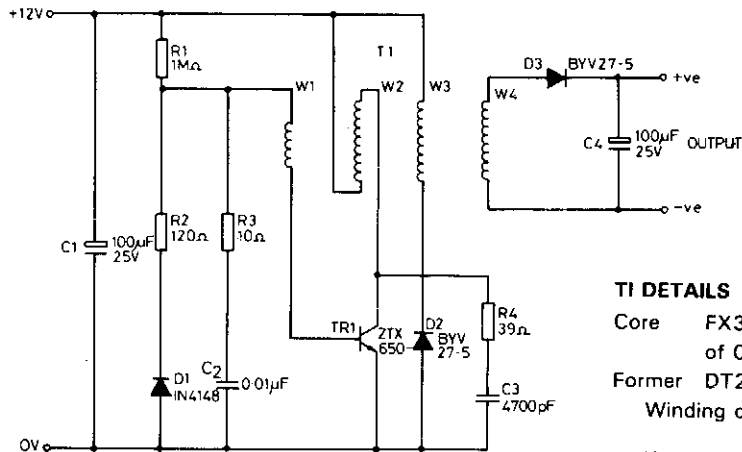 +12V
R1
1MΩ
T1
W1
W2
W3
W4
D3
BYV27-5
+ve
C4
100µF
25V
OUTPUT
-ve
C1
100µF
25V
R2
120Ω
R3
10Ω
TR1
ZTX
650
D2
BYV
27-5
R4
39Ω
D1
IN4148
C2
0·01µF
C3
4700pF
0V
TI DETAILS
Core FX3
of 0
Former DT2
Winding d